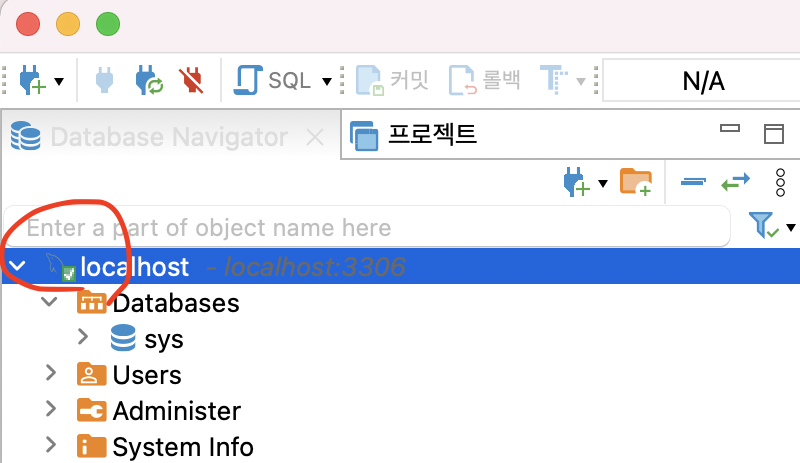 SQL 커밋 롤백 T N/A
Database Navigator 프로젝트
Enter a part of object name here
localhost - localhost:3306
Databases
sys
Users
Administer
System Info